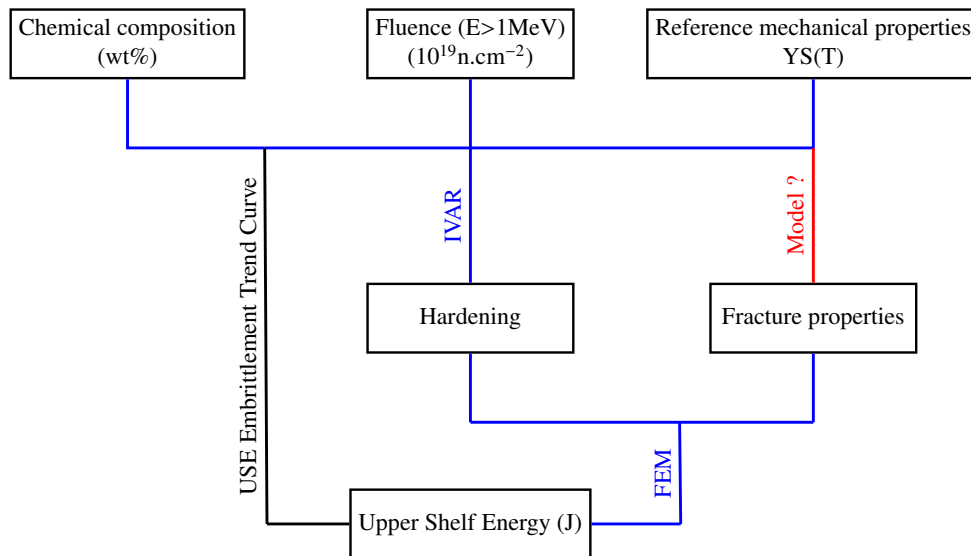 Chemical composition
(wt%)
Fluence (E>1MeV)
(10¹⁹n.cm⁻²)
Reference mechanical properties
YS(T)
USE Embrittlement Trend Curve
IVAR
Model ?
Hardening
Fracture properties
FEM
Upper Shelf Energy (J)